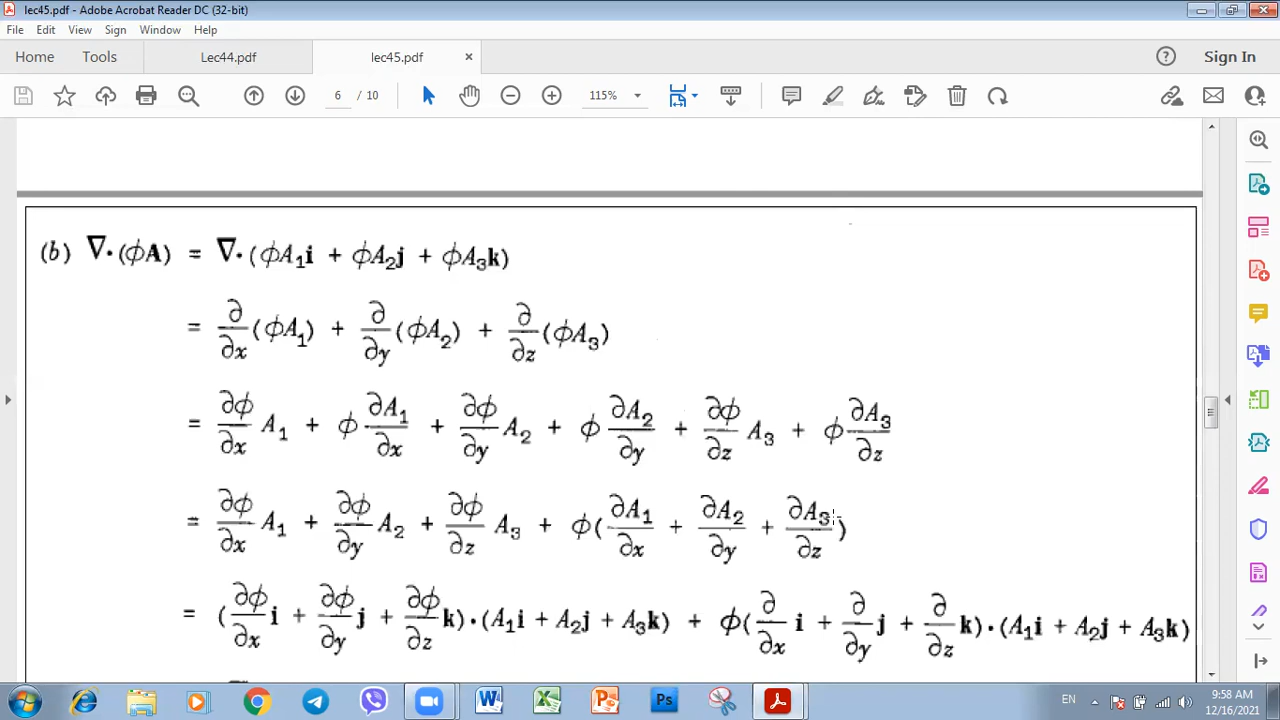 lec45.pdf - Adobe Acrobat Reader DC (32-bit)
File Edit View Sign Window Help
Home Tools Lec44.pdf lec45.pdf × Sign In
6 / 10 115%
(b) ∇·(ϕA) = ∇·(ϕA₁i + ϕA₂j + ϕA₃k)
= ∂/∂x (ϕA₁) + ∂/∂y (ϕA₂) + ∂/∂z (ϕA₃)
= ∂ϕ/∂x A₁ + ϕ ∂A₁/∂x + ∂ϕ/∂y A₂ + ϕ ∂A₂/∂y + ∂ϕ/∂z A₃ + ϕ ∂A₃/∂z
= ∂ϕ/∂x A₁ + ∂ϕ/∂y A₂ + ∂ϕ/∂z A₃ + ϕ(∂A₁/∂x + ∂A₂/∂y + ∂A₃/∂z)
= (∂ϕ/∂x i + ∂ϕ/∂y j + ∂ϕ/∂z k)·(A₁i + A₂j + A₃k) + ϕ(∂/∂x i + ∂/∂y j + ∂/∂z k)·(A₁i + A₂j + A₃k)
EN 9:58 AM
12/16/2021